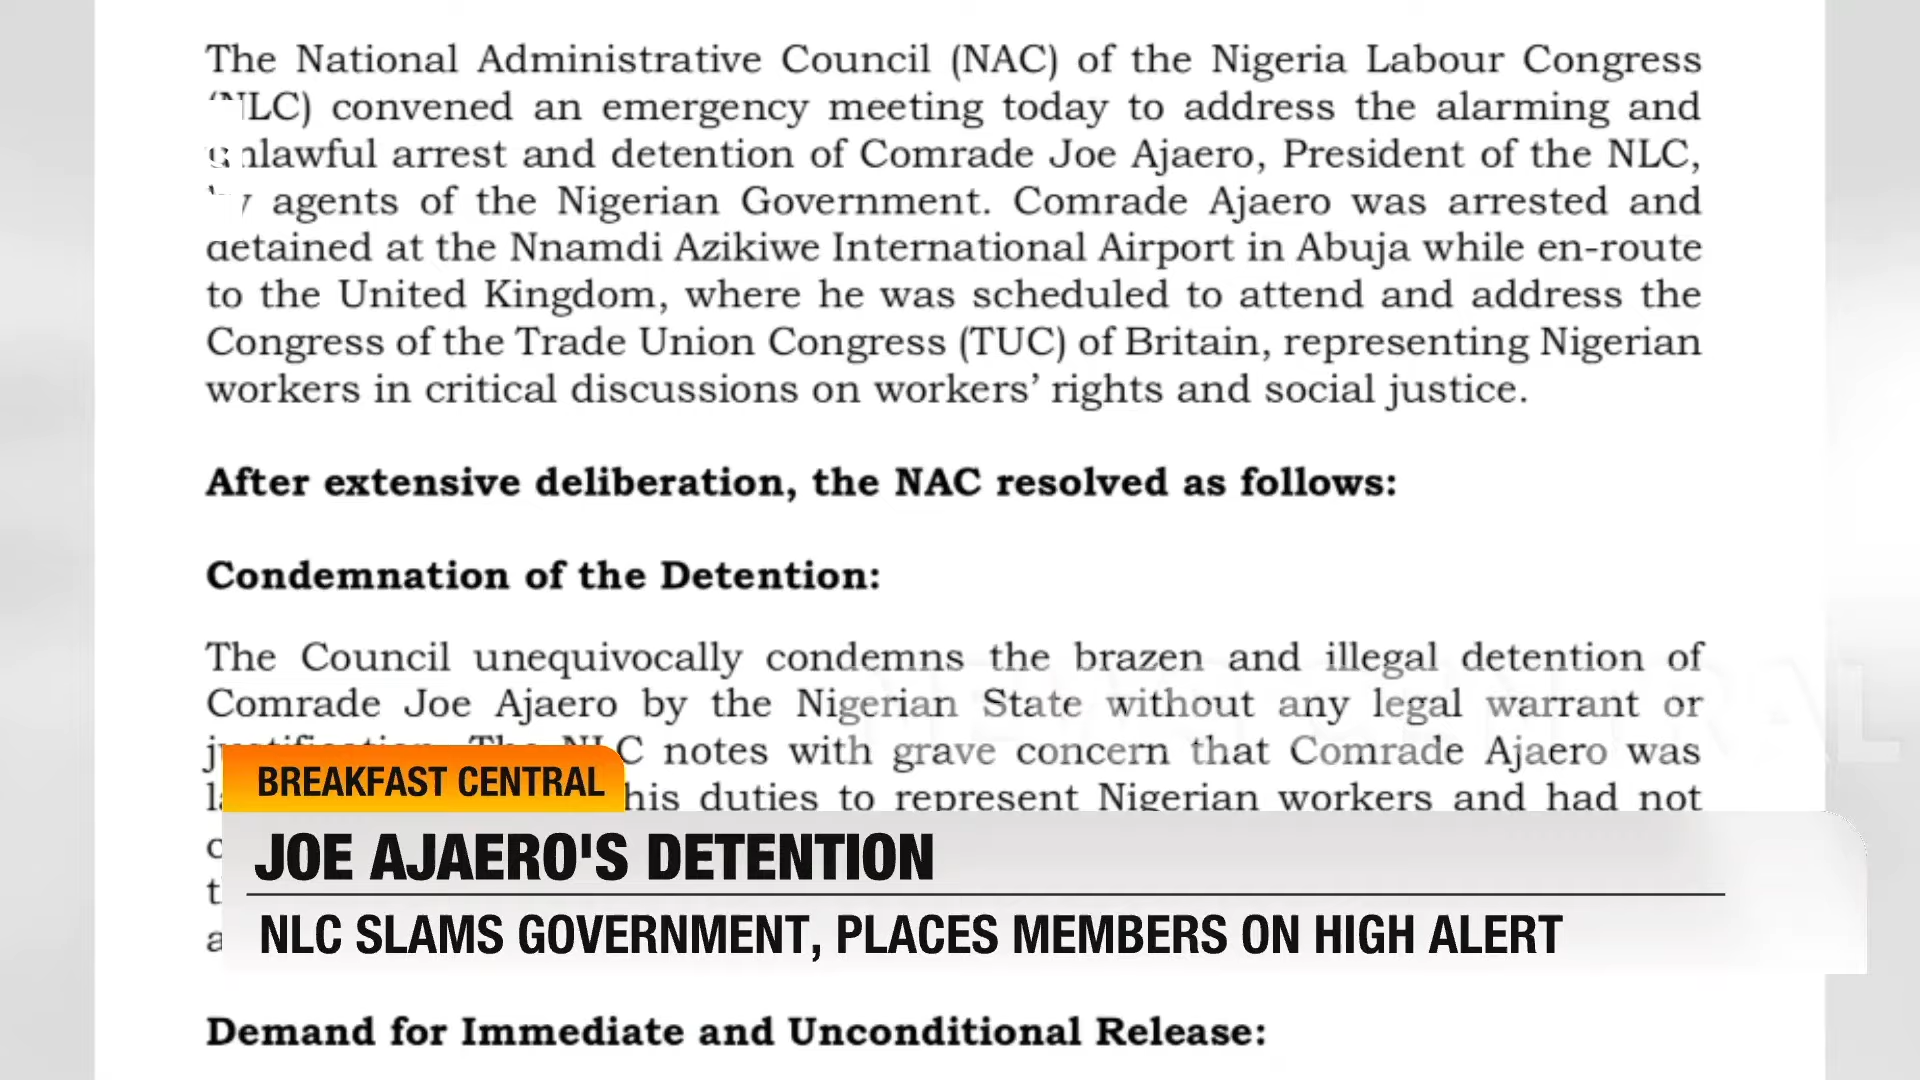 The National Administrative Council (NAC) of the Nigeria Labour Congress
(NLC) convened an emergency meeting today to address the alarming and
unlawful arrest and detention of Comrade Joe Ajaero, President of the NLC,
by agents of the Nigerian Government. Comrade Ajaero was arrested and
detained at the Nnamdi Azikiwe International Airport in Abuja while en-route
to the United Kingdom, where he was scheduled to attend and address the
Congress of the Trade Union Congress (TUC) of Britain, representing Nigerian
workers in critical discussions on workers’ rights and social justice.
After extensive deliberation, the NAC resolved as follows:
Condemnation of the Detention:
The Council unequivocally condemns the brazen and illegal detention of
Comrade Joe Ajaero by the Nigerian State without any legal warrant or
justification. The NLC notes with grave concern that Comrade Ajaero was
his duties to represent Nigerian workers and had not
BREAKFAST CENTRAL
JOE AJAERO'S DETENTION
NLC SLAMS GOVERNMENT, PLACES MEMBERS ON HIGH ALERT
Demand for Immediate and Unconditional Release:
NEWS CENTRAL